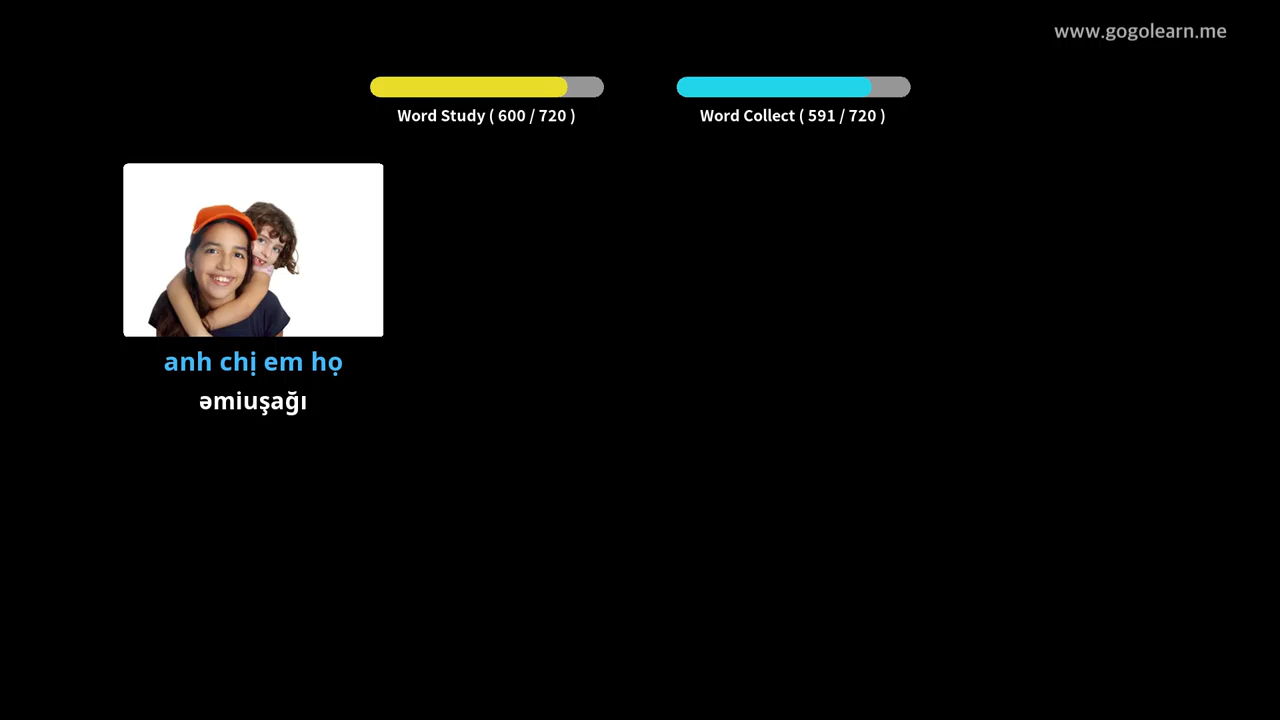 www.gogolearn.me
Word Study ( 600 / 720 )
Word Collect ( 591 / 720 )
anh chị em họ
əmiuşağı